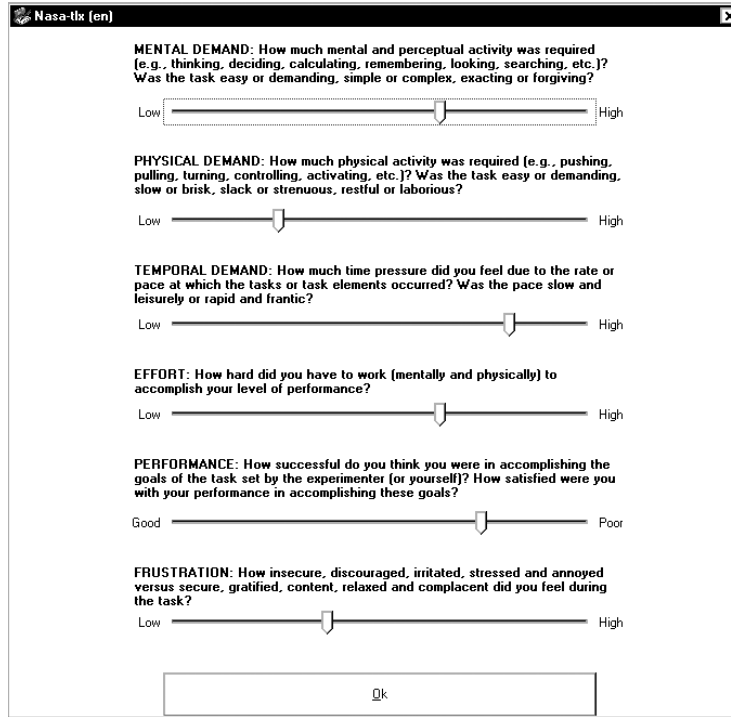 Nasa-tlx (en)
MENTAL DEMAND: How much mental and perceptual activity was required
(e.g., thinking, deciding, calculating, remembering, looking, searching, etc.)?
Was the task easy or demanding, simple or complex, exacting or forgiving?
Low High
PHYSICAL DEMAND: How much physical activity was required (e.g., pushing,
pulling, turning, controlling, activating, etc.)? Was the task easy or demanding,
slow or brisk, slack or strenuous, restful or laborious?
Low High
TEMPORAL DEMAND: How much time pressure did you feel due to the rate or
pace at which the tasks or task elements occurred? Was the pace slow and
leisurely or rapid and frantic?
Low High
EFFORT: How hard did you have to work (mentally and physically) to
accomplish your level of performance?
Low High
PERFORMANCE: How successful do you think you were in accomplishing the
goals of the task set by the experimenter (or yourself)? How satisfied were you
with your performance in accomplishing these goals?
Good Poor
FRUSTRATION: How insecure, discouraged, irritated, stressed and annoyed
versus secure, gratified, content, relaxed and complacent did you feel during
the task?
Low High
Ok